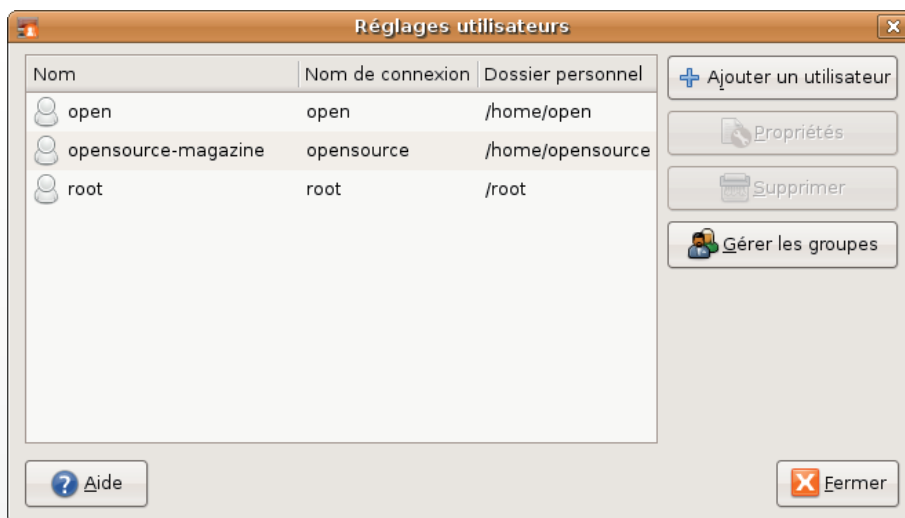 Réglages utilisateurs
Nom Nom de connexion Dossier personnel
open open /home/open
opensource-magazine opensource /home/opensource
root root /root
Ajouter un utilisateur
Propriétés
Supprimer
Gérer les groupes
Aide
Fermer